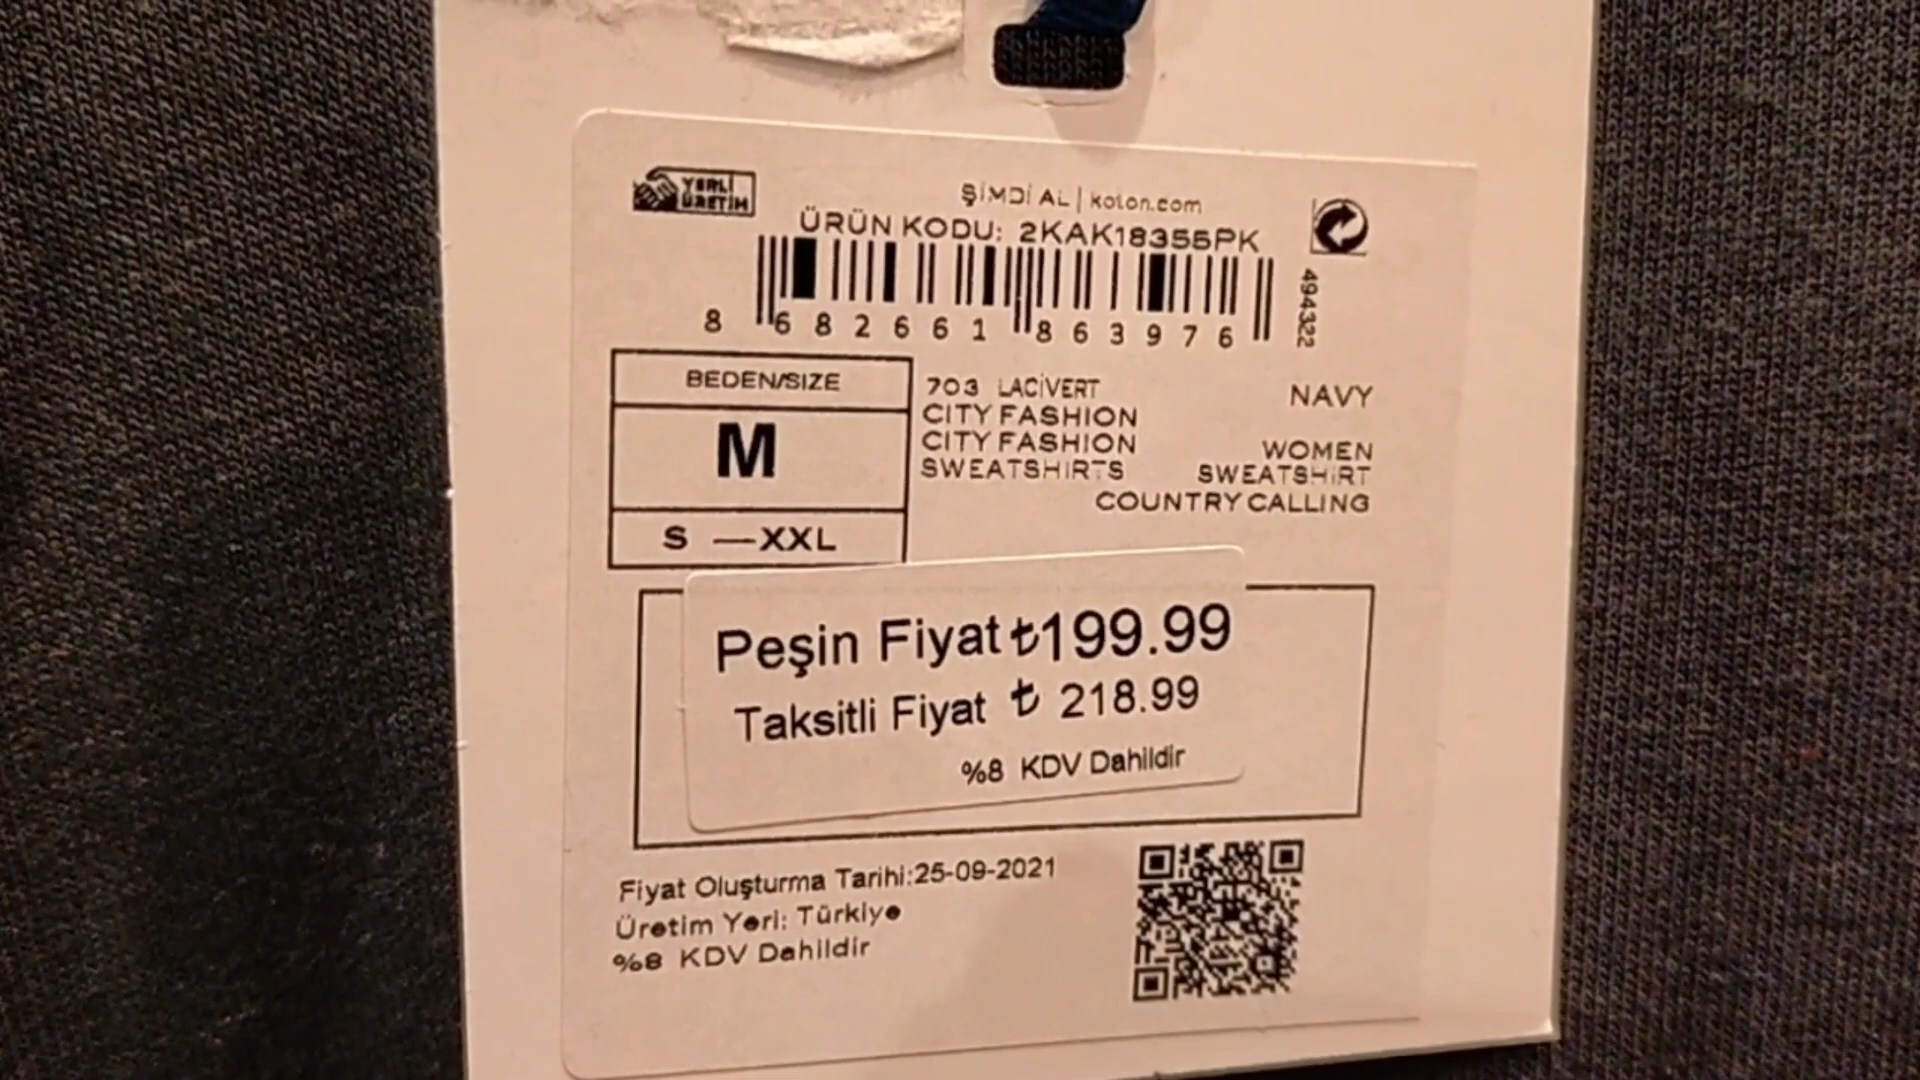 YERLİ
ÜRETİM
ŞİMDİ AL | koton.com
ÜRÜN KODU: 2KAK18355PK
8 682661 863976
494322
BEDEN/SIZE
M
S —XXL
703 LACİVERT NAVY
CITY FASHION
CITY FASHION WOMEN
SWEATSHIRTS SWEATSHIRT
COUNTRY CALLING
Peşin Fiyat ₺199.99
Taksitli Fiyat ₺ 218.99
%8 KDV Dahildir
Fiyat Oluşturma Tarihi:25-09-2021
Üretim Yeri: Türkiye
%8 KDV Dahildir